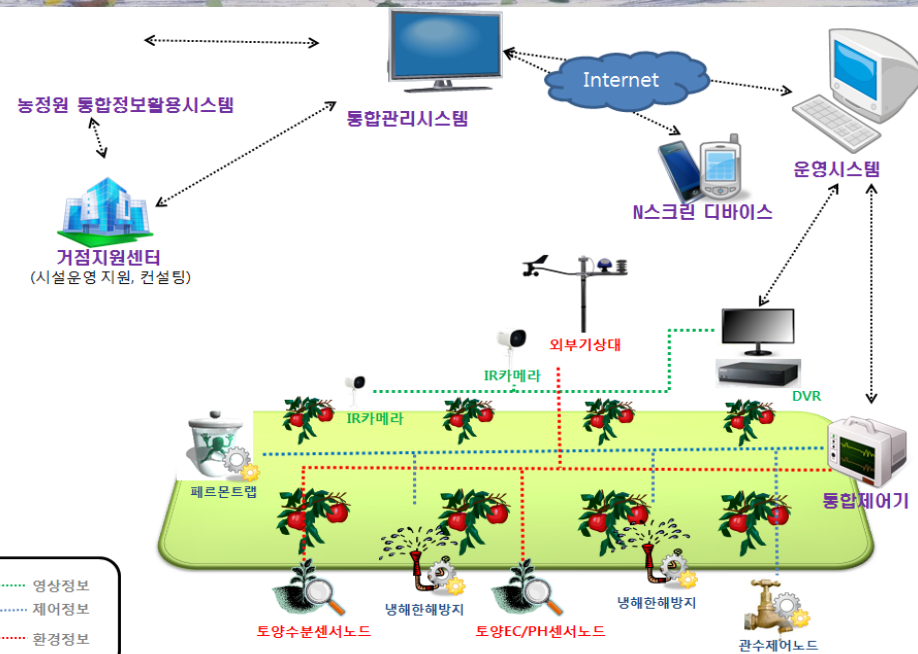 Internet
농정원 통합정보활용시스템
통합관리시스템
운영시스템
N스크린 디바이스
거점지원센터
(시설운영 지원, 컨설팅)
외부기상대
IR카메라
DVR
IR카메라
페르몬트랩
통합제어기
영상정보
제어정보
환경정보
냉해한해방지
냉해한해방지
토양수분센서노드
토양EC/PH센서노드
관수제어노드